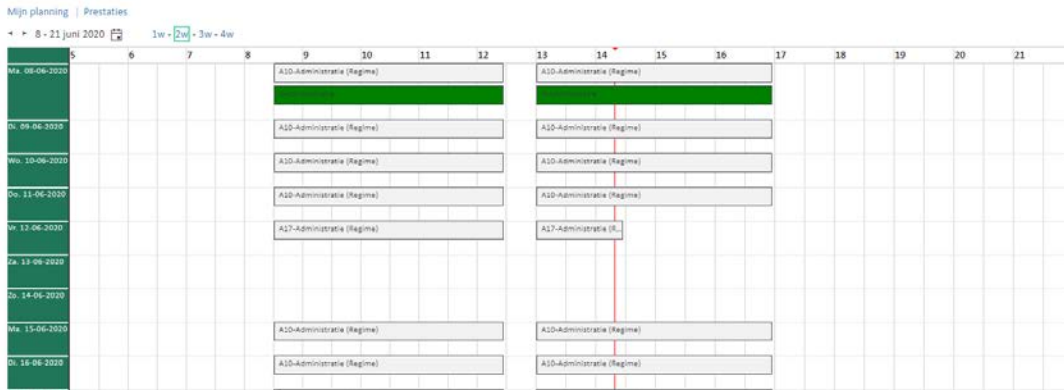 Mijn planning | Prestaties
8 - 21 juni 2020 1w - 2w - 3w - 4w
5 6 7 8 9 10 11 12 13 14 15 16 17 18 19 20 21
Ma. 08-06-2020 A10-Administratie (Regime) A10-Administratie (Regime)
Di. 09-06-2020 A10-Administratie (Regime) A10-Administratie (Regime)
Wo. 10-06-2020 A10-Administratie (Regime) A10-Administratie (Regime)
Do. 11-06-2020 A10-Administratie (Regime) A10-Administratie (Regime)
Vr. 12-06-2020 A17-Administratie (Regime) A17-Administratie (R...
Za. 13-06-2020
Zo. 14-06-2020
Ma. 15-06-2020 A10-Administratie (Regime) A10-Administratie (Regime)
Di. 16-06-2020 A10-Administratie (Regime) A10-Administratie (Regime)